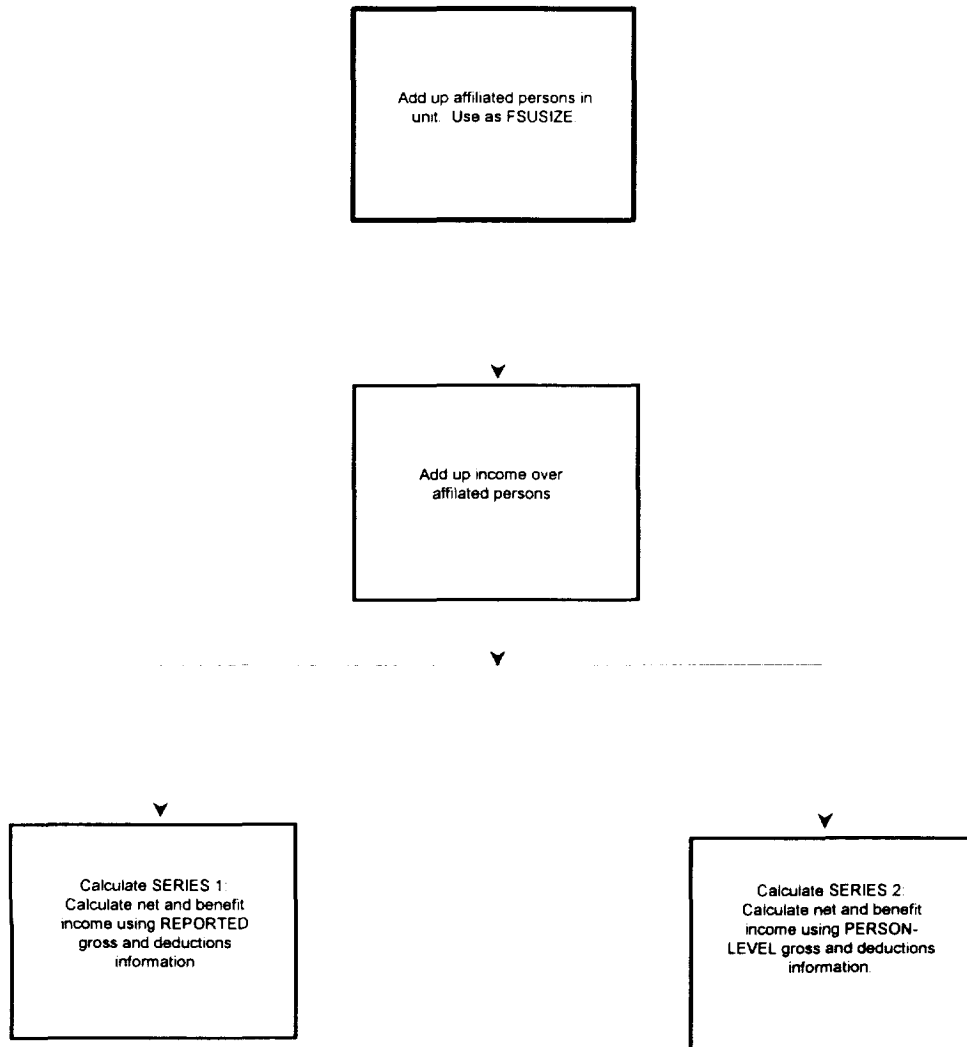 Add up affiliated persons in
unit. Use as FSUSIZE.
Add up income over
affilated persons
Calculate SERIES 1:
Calculate net and benefit
income using REPORTED
gross and deductions
information
Calculate SERIES 2:
Calculate net and benefit
income using PERSON-
LEVEL gross and deductions
information.